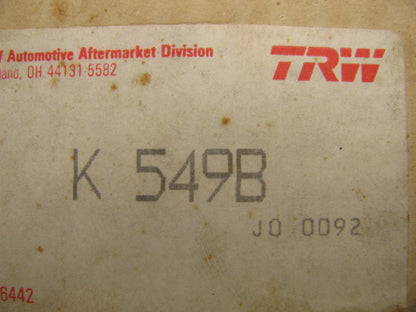 Automotive Aftermarket Division
TRW
OH 44131-5582
K 549B
JO 0092
6442